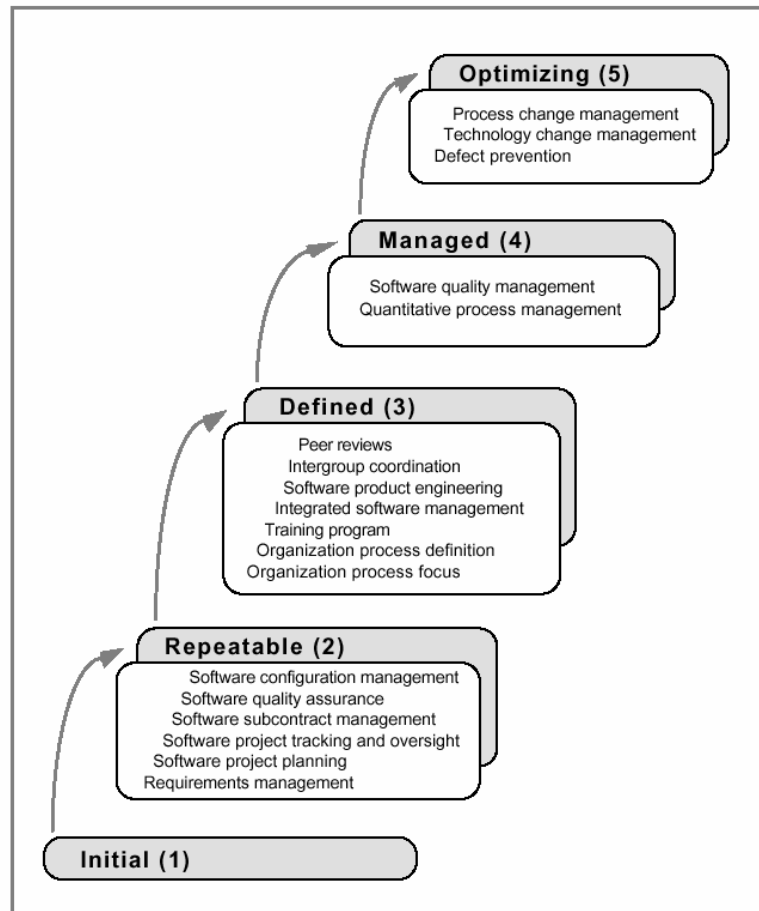 Optimizing (5)
Process change management
Technology change management
Defect prevention
Managed (4)
Software quality management
Quantitative process management
Defined (3)
Peer reviews
Intergroup coordination
Software product engineering
Integrated software management
Training program
Organization process definition
Organization process focus
Repeatable (2)
Software configuration management
Software quality assurance
Software subcontract management
Software project tracking and oversight
Software project planning
Requirements management
Initial (1)